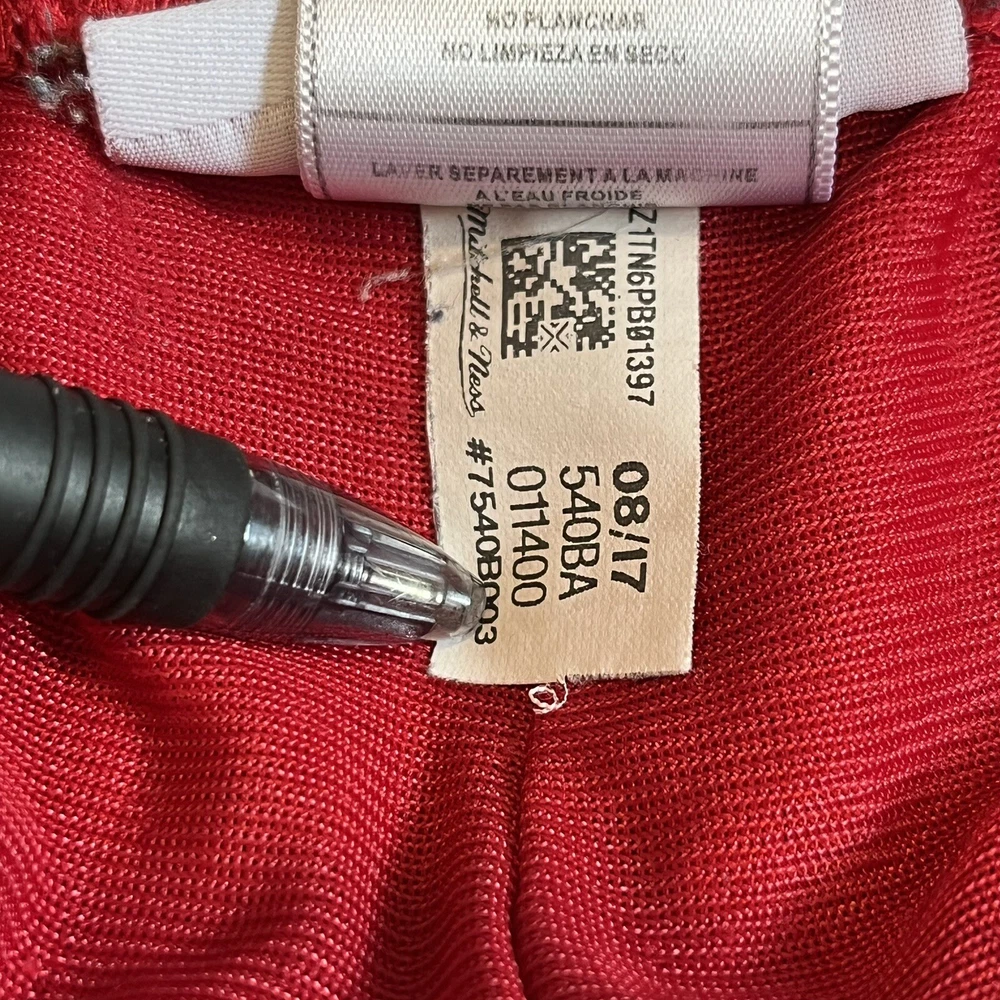 NO PLANCHAR
NO LIMPIEZA EN SECO
LAVER SEPAREMENT A LA MACHINE
A L'EAU FROIDE
Z1TN6PB01397
Mitchell & Ness
08/17
540BA
011400
#7540B003